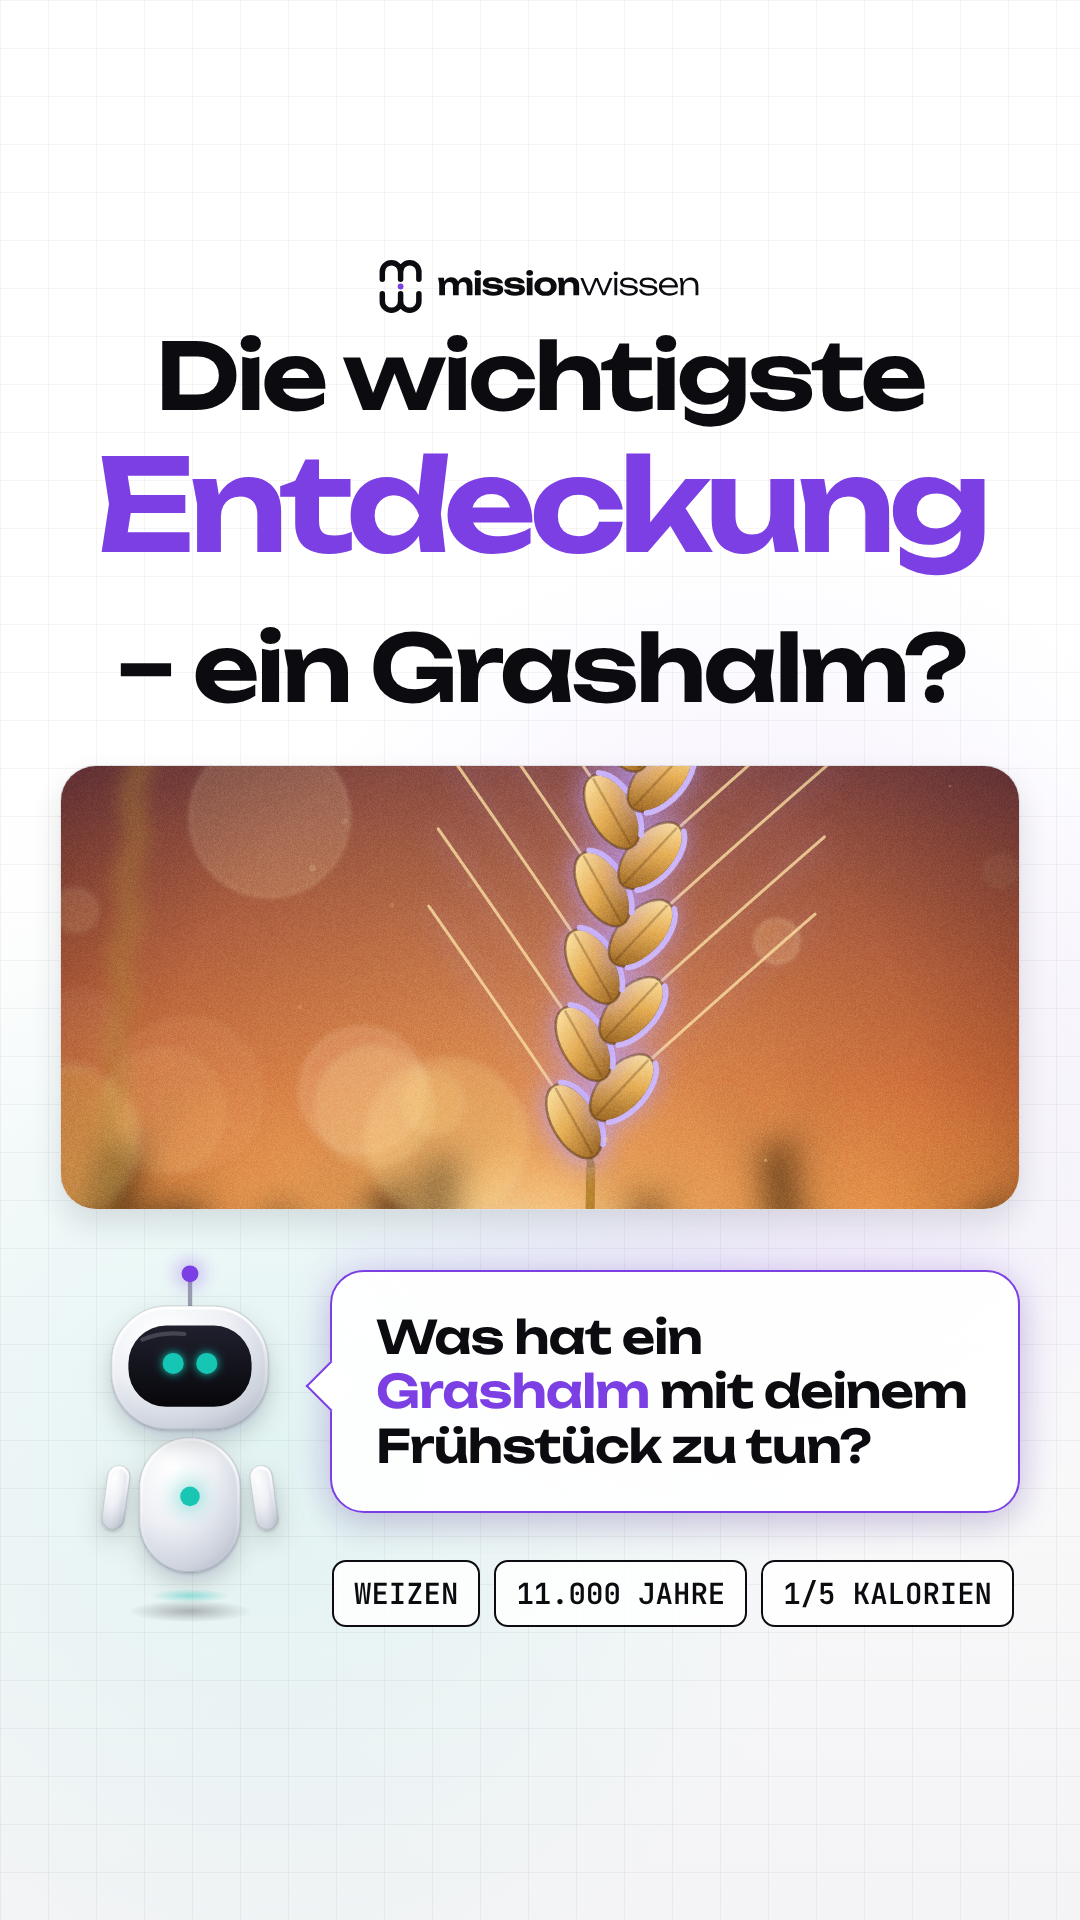 missionwissen
Die wichtigste
Entdeckung
– ein Grashalm?
Was hat ein
Grashalm mit deinem
Frühstück zu tun?
WEIZEN
11.000 JAHRE
1/5 KALORIEN